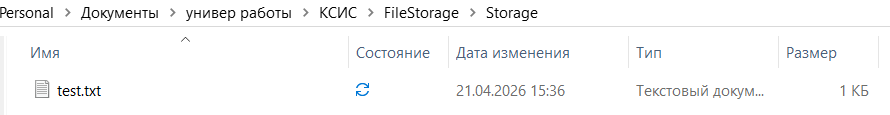 Personal > Документы > универ работы > КСИС > FileStorage > Storage
Имя Состояние Дата изменения Тип Размер
test.txt 21.04.2026 15:36 Текстовый докум... 1 КБ